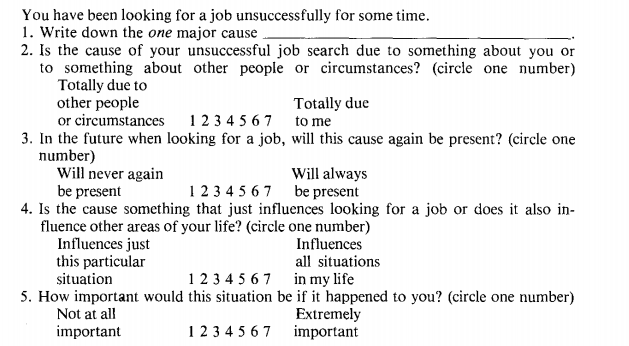 You have been looking for a job unsuccessfully for some time.
1. Write down the one major cause ____________________.
2. Is the cause of your unsuccessful job search due to something about you or
to something about other people or circumstances? (circle one number)
Totally due to
other people Totally due
or circumstances 1 2 3 4 5 6 7 to me
3. In the future when looking for a job, will this cause again be present? (circle one
number)
Will never again Will always
be present 1 2 3 4 5 6 7 be present
4. Is the cause something that just influences looking for a job or does it also in-
fluence other areas of your life? (circle one number)
Influences just Influences
this particular all situations
situation 1 2 3 4 5 6 7 in my life
5. How important would this situation be if it happened to you? (circle one number)
Not at all Extremely
important 1 2 3 4 5 6 7 important